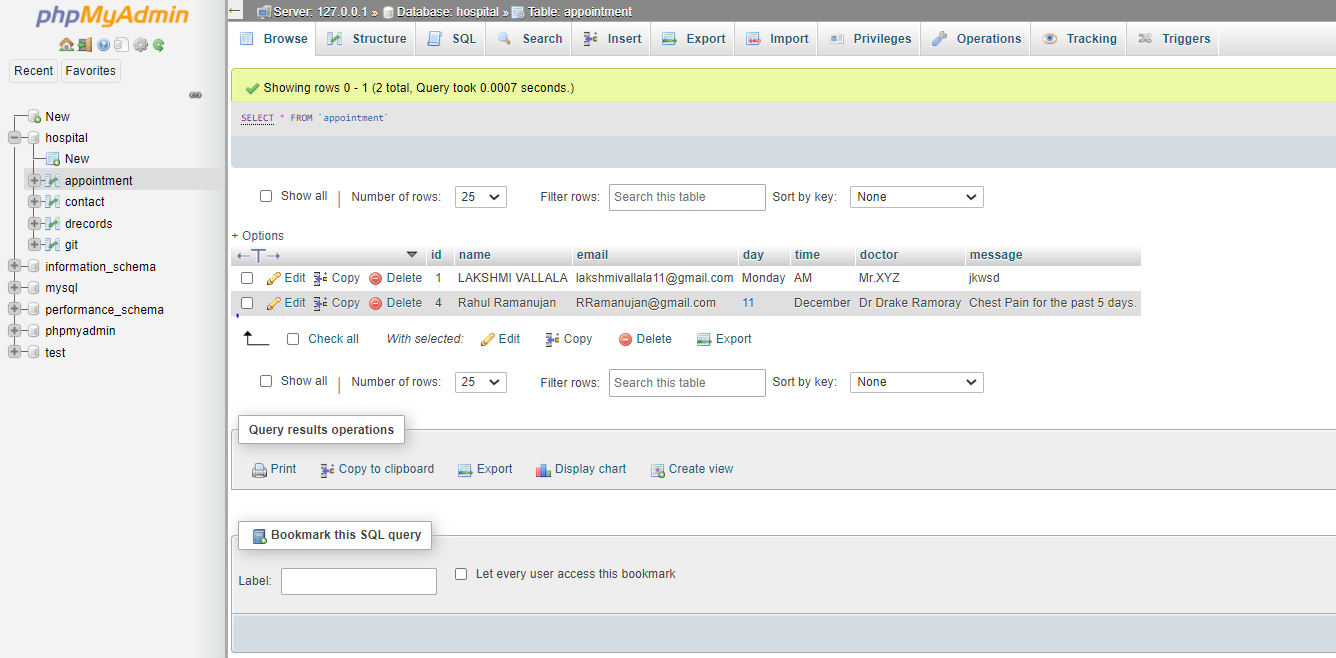 phpMyAdmin
Recent Favorites
New
hospital
New
appointment
contact
drecords
git
information_schema
mysql
performance_schema
phpmyadmin
test
Server: 127.0.0.1 » Database: hospital » Table: appointment
Browse Structure SQL Search Insert Export Import Privileges Operations Tracking Triggers
Showing rows 0 - 1 (2 total, Query took 0.0007 seconds.)
SELECT * FROM `appointment`
Show all | Number of rows: 25 Filter rows: Search this table Sort by key: None
+ Options
←T→ id name email day time doctor message
Edit Copy Delete 1 LAKSHMI VALLALA lakshmivallala11@gmail.com Monday AM Mr.XYZ jkwsd
Edit Copy Delete 4 Rahul Ramanujan RRamanujan@gmail.com 11 December Dr Drake Ramoray Chest Pain for the past 5 days.
Check all With selected: Edit Copy Delete Export
Show all | Number of rows: 25 Filter rows: Search this table Sort by key: None
Query results operations
Print Copy to clipboard Export Display chart Create view
Bookmark this SQL query
Label: Let every user access this bookmark